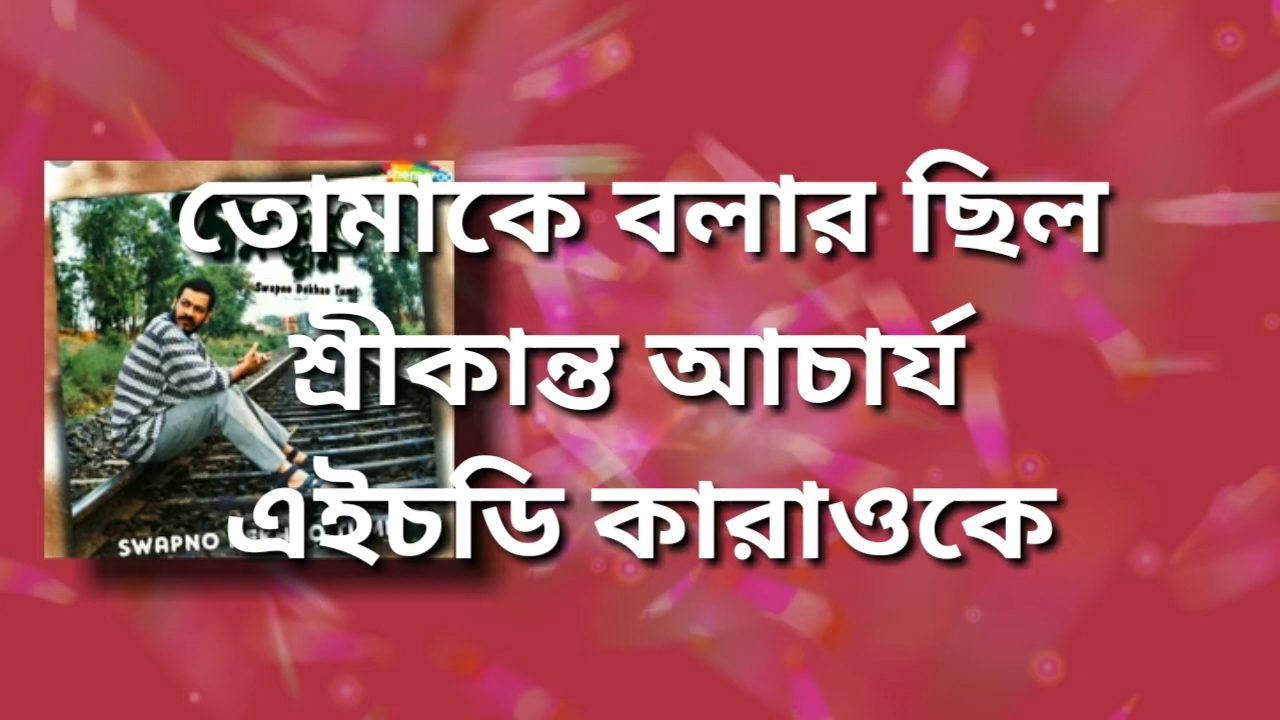 তোমাকে বলার ছিল
Swapno Dekhao Tumi
শ্রীকান্ত আচার্য
এইচডি কারাওকে
SWAPNO